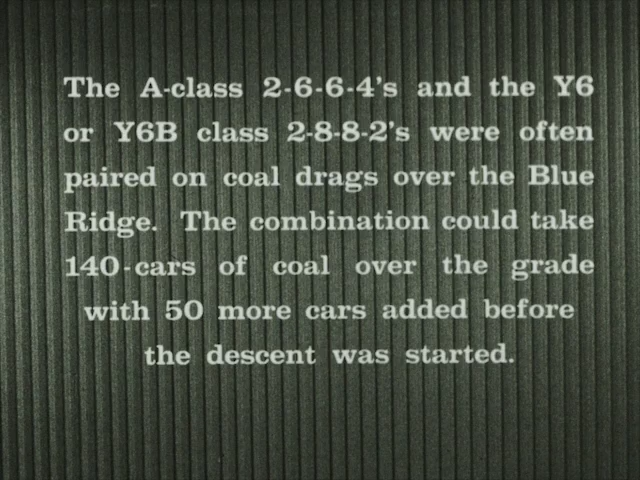 The A-class 2-6-6-4's and the Y6
or Y6B class 2-8-8-2's were often
paired on coal drags over the Blue
Ridge. The combination could take
140-cars of coal over the grade
with 50 more cars added before
the descent was started.